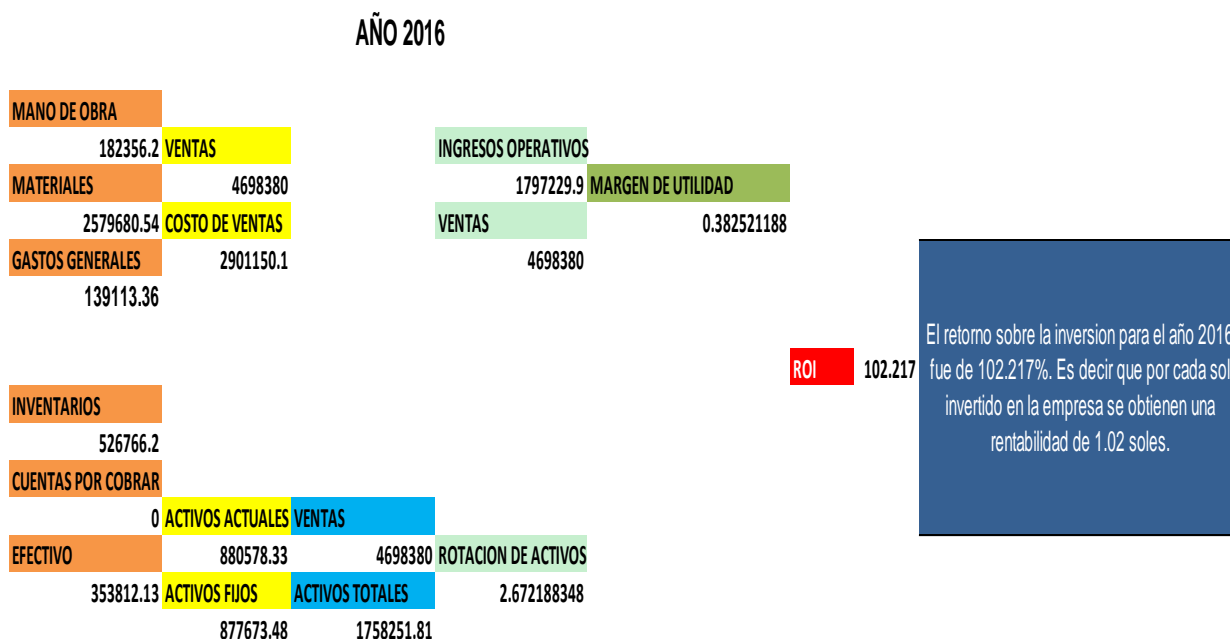 AÑO 2016
MANO DE OBRA
182356.2 VENTAS INGRESOS OPERATIVOS
MATERIALES 4698380 1797229.9 MARGEN DE UTILIDAD
2579680.54 COSTO DE VENTAS VENTAS 0.382521188
GASTOS GENERALES 2901150.1 4698380
139113.36
El retorno sobre la inversion para el año 2016
ROI 102.217 fue de 102.217%. Es decir que por cada sol
invertido en la empresa se obtienen una
rentabilidad de 1.02 soles.
INVENTARIOS
526766.2
CUENTAS POR COBRAR
0 ACTIVOS ACTUALES VENTAS
EFECTIVO 880578.33 4698380 ROTACION DE ACTIVOS
353812.13 ACTIVOS FIJOS ACTIVOS TOTALES 2.672188348
877673.48 1758251.81